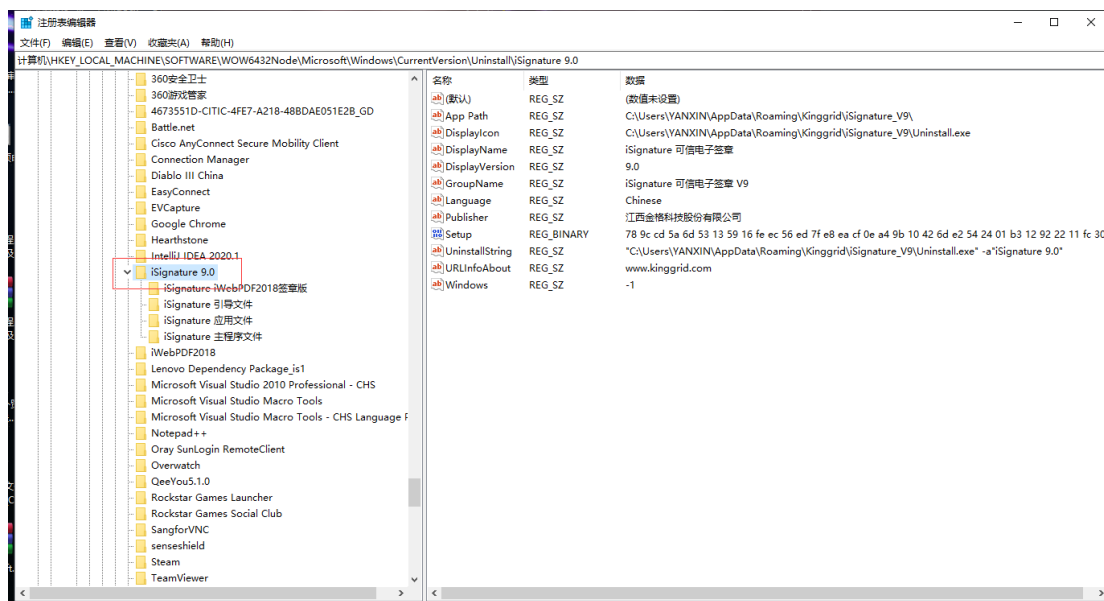 注册表编辑器
文件(F) 编辑(E) 查看(V) 收藏夹(A) 帮助(H)
计算机\HKEY_LOCAL_MACHINE\SOFTWARE\WOW6432Node\Microsoft\Windows\CurrentVersion\Uninstall\iSignature 9.0
360安全卫士
360游戏管家
4673551D-CITIC-4FE7-A218-48BDAE051E2B_GD
Battle.net
Cisco AnyConnect Secure Mobility Client
Connection Manager
Diablo III China
EasyConnect
EVCapture
Google Chrome
Hearthstone
IntelliJ IDEA 2020.1
iSignature 9.0
iSignature iWebPDF2018签章版
iSignature 引导文件
iSignature 应用文件
iSignature 主程序文件
iWebPDF2018
Lenovo Dependency Package_is1
Microsoft Visual Studio 2010 Professional - CHS
Microsoft Visual Studio Macro Tools
Microsoft Visual Studio Macro Tools - CHS Language
Notepad++
Oray SunLogin RemoteClient
Overwatch
QeeYou5.1.0
Rockstar Games Launcher
Rockstar Games Social Club
SangforVNC
senseshield
Steam
TeamViewer
名称 类型 数据
(默认) REG_SZ (数值未设置)
App Path REG_SZ C:\Users\YANXIN\AppData\Roaming\Kinggrid\iSignature_V9\
DisplayIcon REG_SZ C:\Users\YANXIN\AppData\Roaming\Kinggrid\iSignature_V9\Uninstall.exe
DisplayName REG_SZ iSignature 可信电子签章
DisplayVersion REG_SZ 9.0
GroupName REG_SZ iSignature 可信电子签章 V9
Language REG_SZ Chinese
Publisher REG_SZ 江西金格科技股份有限公司
Setup REG_BINARY 78 9c cd 5a 6d 53 13 59 16 fe ec 56 ed 7f e8 ea cf 0e a4 9b 10 42 6d e2 54 24 01 b3 12 92 22 11 fc 30
UninstallString REG_SZ "C:\Users\YANXIN\AppData\Roaming\Kinggrid\iSignature_V9\Uninstall.exe" -a"iSignature 9.0"
URLInfoAbout REG_SZ www.kinggrid.com
Windows REG_SZ -1